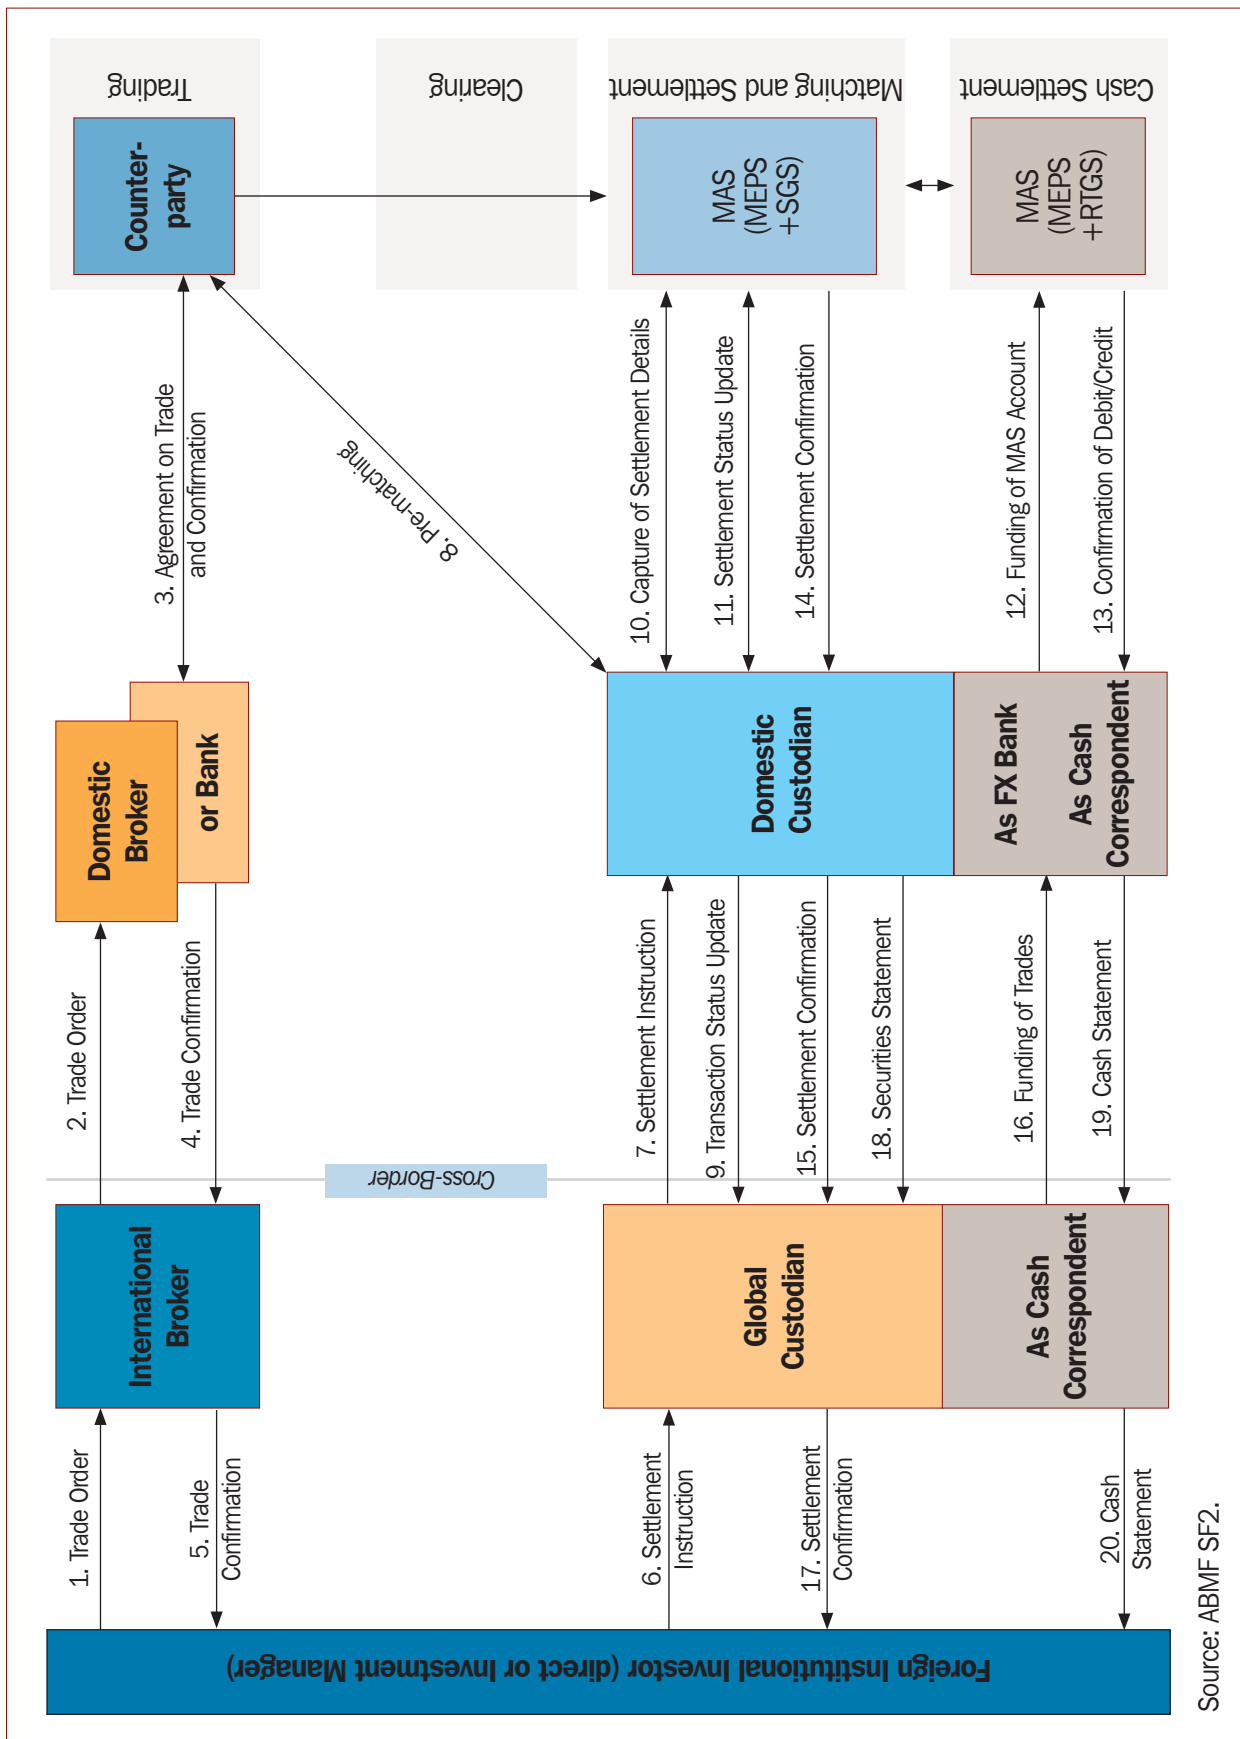 Foreign Institutional Investor (direct or Investment Manager)
1. Trade Order
5. Trade
Confirmation
6. Settlement
Instruction
17. Settlement
Confirmation
20. Cash
Statement
International
Broker
Global
Custodian
As Cash
Correspondent
Cross-Border
2. Trade Order
4. Trade Confirmation
7. Settlement Instruction
9. Transaction Status Update
15. Settlement Confirmation
18. Securities Statement
16. Funding of Trades
19. Cash Statement
Domestic
Broker
or Bank
Domestic
Custodian
As FX Bank
As Cash
Correspondent
3. Agreement on Trade
and Confirmation
8. Pre-matching
10. Capture of Settlement Details
11. Settlement Status Update
14. Settlement Confirmation
12. Funding of MAS Account
13. Confirmation of Debit/Credit
Trading
Counter-
party
Clearing
Matching and Settlement
MAS
(MEPS
+SGS)
Cash Settlement
MAS
(MEPS
+RTGS)
Source: ABMF SF2.